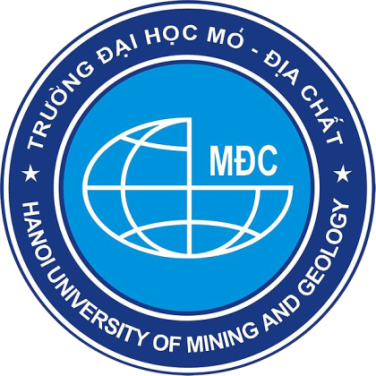 TRƯỜNG ĐẠI HỌC MỎ - ĐỊA CHẤT
MĐC
HANOI UNIVERSITY OF MINING AND GEOLOGY